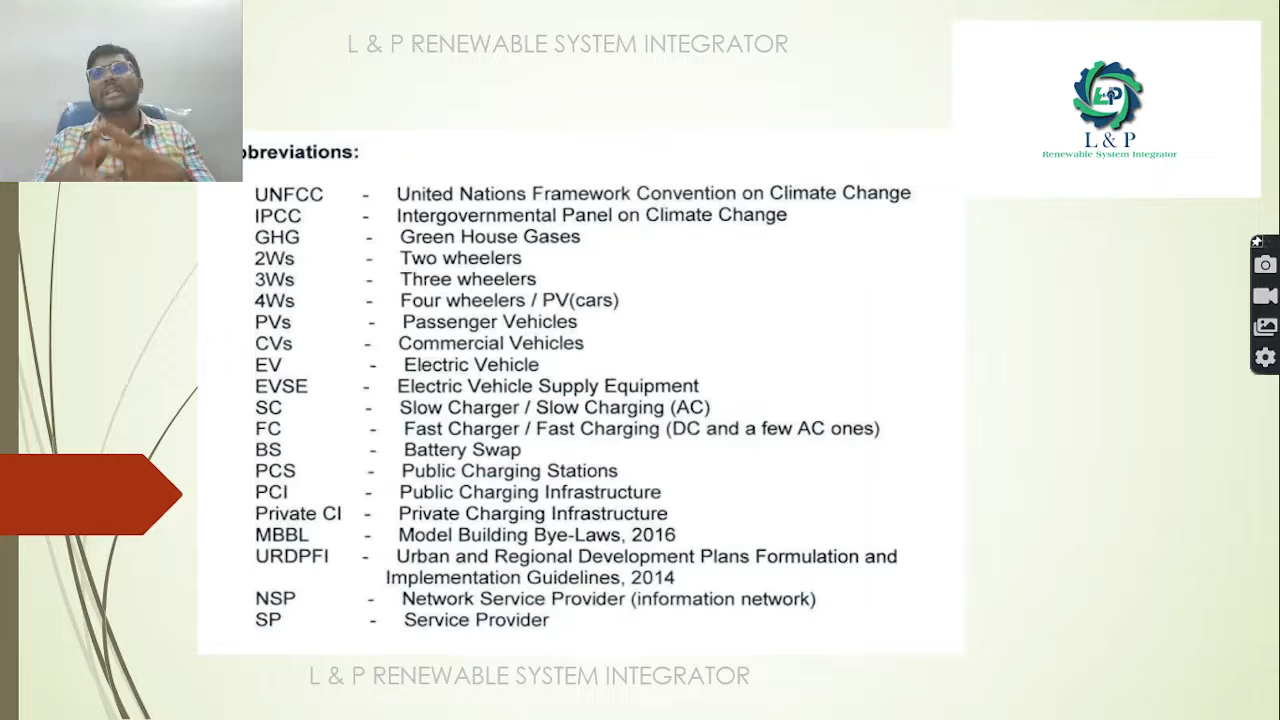 L & P RENEWABLE SYSTEM INTEGRATOR
L & P
Renewable System Integrator
bbreviations:
UNFCC - United Nations Framework Convention on Climate Change
IPCC - Intergovernmental Panel on Climate Change
GHG - Green House Gases
2Ws - Two wheelers
3Ws - Three wheelers
4Ws - Four wheelers / PV(cars)
PVs - Passenger Vehicles
CVs - Commercial Vehicles
EV - Electric Vehicle
EVSE - Electric Vehicle Supply Equipment
SC - Slow Charger / Slow Charging (AC)
FC - Fast Charger / Fast Charging (DC and a few AC ones)
BS - Battery Swap
PCS - Public Charging Stations
PCI - Public Charging Infrastructure
Private CI - Private Charging Infrastructure
MBBL - Model Building Bye-Laws, 2016
URDPFI - Urban and Regional Development Plans Formulation and
Implementation Guidelines, 2014
NSP - Network Service Provider (information network)
SP - Service Provider
L & P RENEWABLE SYSTEM INTEGRATOR